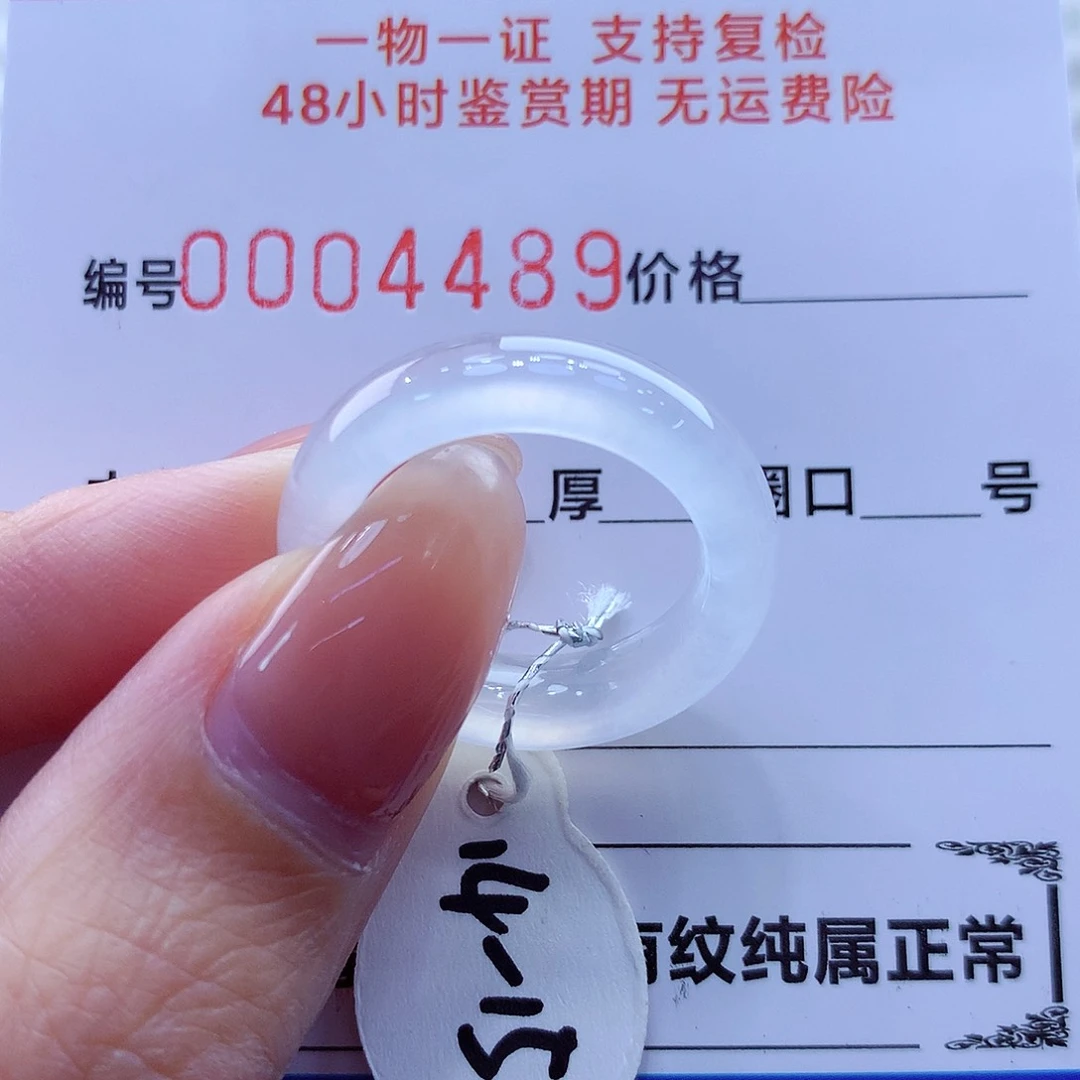 一物一证 支持复检
48小时鉴赏期 无运费险
编号0004489价格
厚 圈口 号
纹纯属正常
14-15